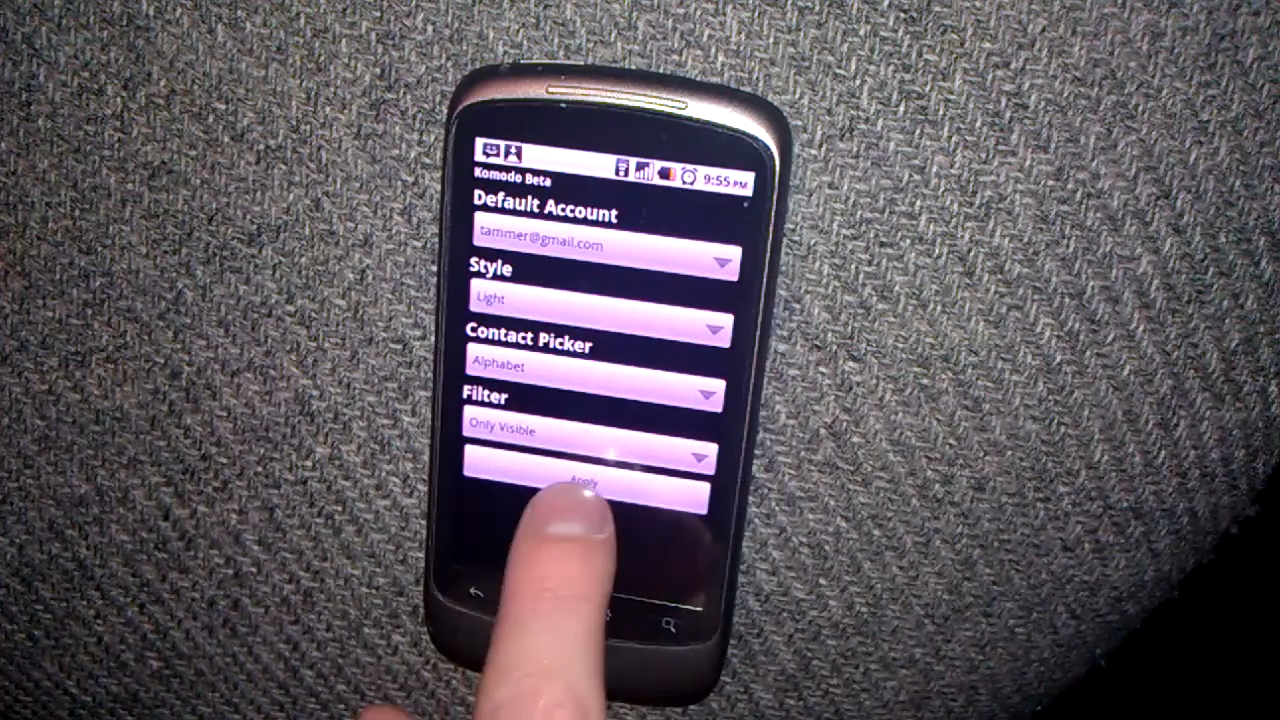 9:55 PM
Komodo Beta
Default Account
tammer@gmail.com
Style
Light
Contact Picker
Alphabet
Filter
Only Visible
Apply